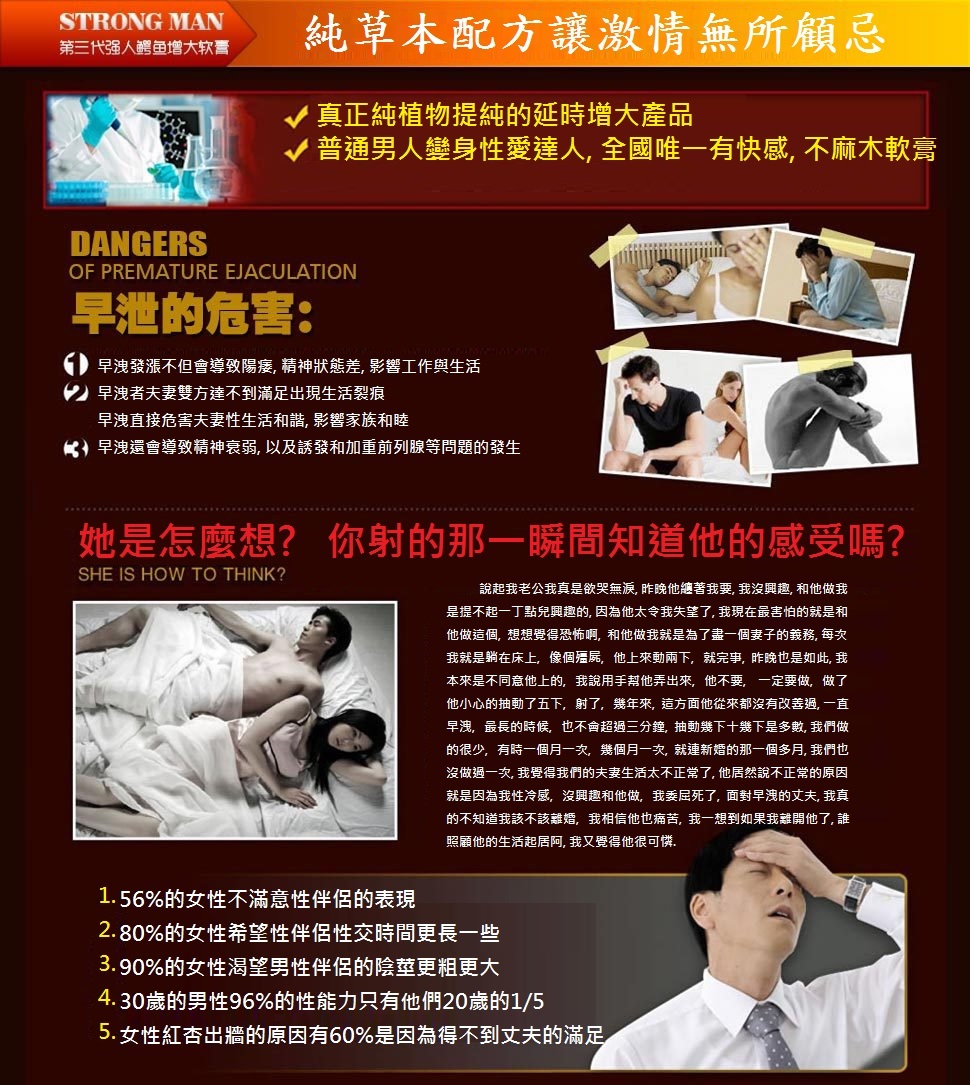 STRONG MAN
第三代强人鳄鱼增大软膏
純草本配方讓激情無所顧忌
真正純植物提純的延時增大產品
普通男人變身性愛達人, 全國唯一有快感, 不麻木軟膏
DANGERS
OF PREMATURE EJACULATION
早泄的危害:
1 早洩發漲不但會導致陽痿, 精神狀態差, 影響工作與生活
2 早洩者夫妻雙方達不到滿足出現生活裂痕
早洩直接危害夫妻性生活和諧, 影響家族和睦
3 早洩還會導致精神衰弱, 以及誘發和加重前列腺等問題的發生
她是怎麼想? 你射的那一瞬間知道他的感受嗎?
SHE IS HOW TO THINK?
說起我老公我真是欲哭無淚, 昨晚他纏著我要, 我沒興趣, 和他做我
是提不起一丁點兒興趣的, 因為他太令我失望了, 我現在最害怕的就是和
他做這個, 想想覺得恐怖啊, 和他做我就是為了盡一個妻子的義務, 每次
我就是躺在床上, 像個殭屍, 他上來動兩下, 就完事, 昨晚也是如此, 我
本來是不同意他上的, 我說用手幫他弄出來, 他不要, 一定要做, 做了
他小心的抽動了五下, 射了, 幾年來, 這方面他從來都沒有改善過, 一直
早洩, 最長的時候, 也不會超過三分鐘, 抽動幾下十幾下是多數, 我們做
的很少, 有時一個月一次, 幾個月一次, 就連新婚的那一個多月, 我們也
沒做過一次, 我覺得我們的夫妻生活太不正常了, 他居然說不正常的原因
就是因為我性冷感, 沒興趣和他做, 我委屈死了, 面對早洩的丈夫, 我真
的不知道我該不該離婚, 我相信他也痛苦, 我一想到如果我離開他了, 誰
照顧他的生活起居阿, 我又覺得他很可憐.
1. 56%的女性不滿意性伴侶的表現
2. 80%的女性希望性伴侶性交時間更長一些
3. 90%的女性渴望男性伴侶的陰莖更粗更大
4. 30歲的男性96%的性能力只有他們20歲的1/5
5. 女性紅杏出牆的原因有60%是因為得不到丈夫的滿足